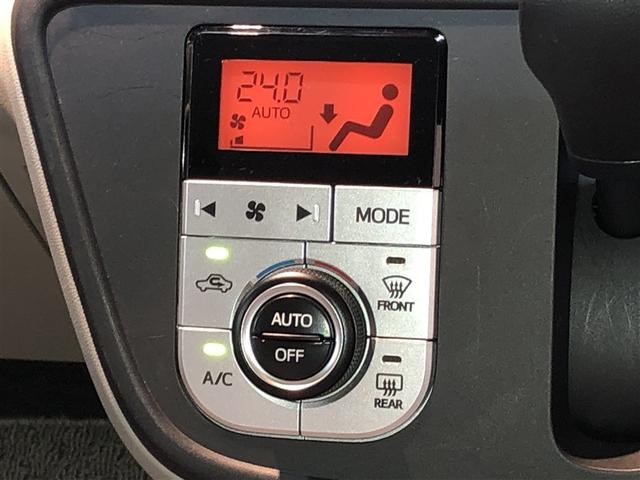 24.0
AUTO
MODE
FRONT
AUTO
OFF
A/C
REAR